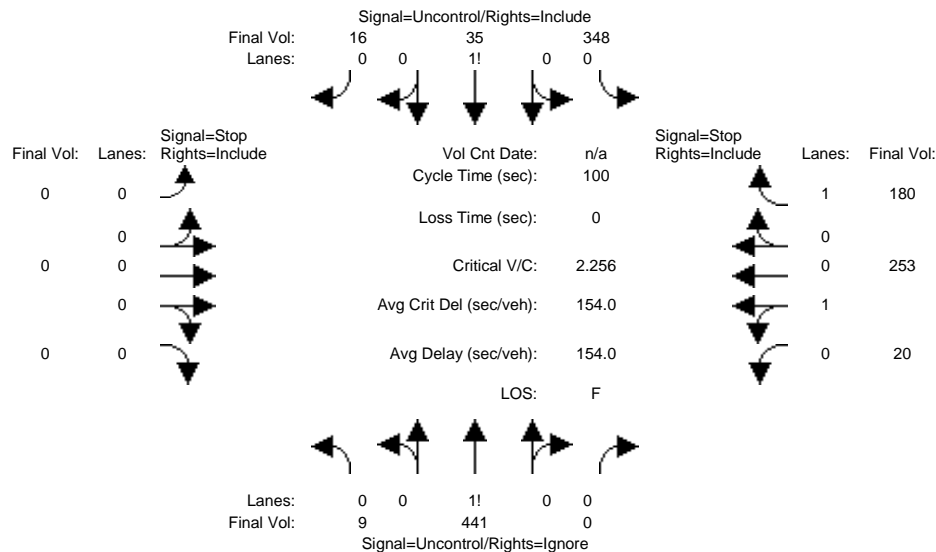 Signal=Uncontrol/Rights=Include
Final Vol: 16 35 348
Lanes: 0 0 1! 0 0
Signal=Stop Signal=Stop
Final Vol: Lanes: Rights=Include Vol Cnt Date: n/a Rights=Include Lanes: Final Vol:
Cycle Time (sec): 100
0 0 1 180
Loss Time (sec): 0
0 0
0 0 Critical V/C: 2.256 0 253
0 Avg Crit Del (sec/veh): 154.0 1
0 0 Avg Delay (sec/veh): 154.0 0 20
LOS: F
Lanes: 0 0 1! 0 0
Final Vol: 9 441 0
Signal=Uncontrol/Rights=Ignore